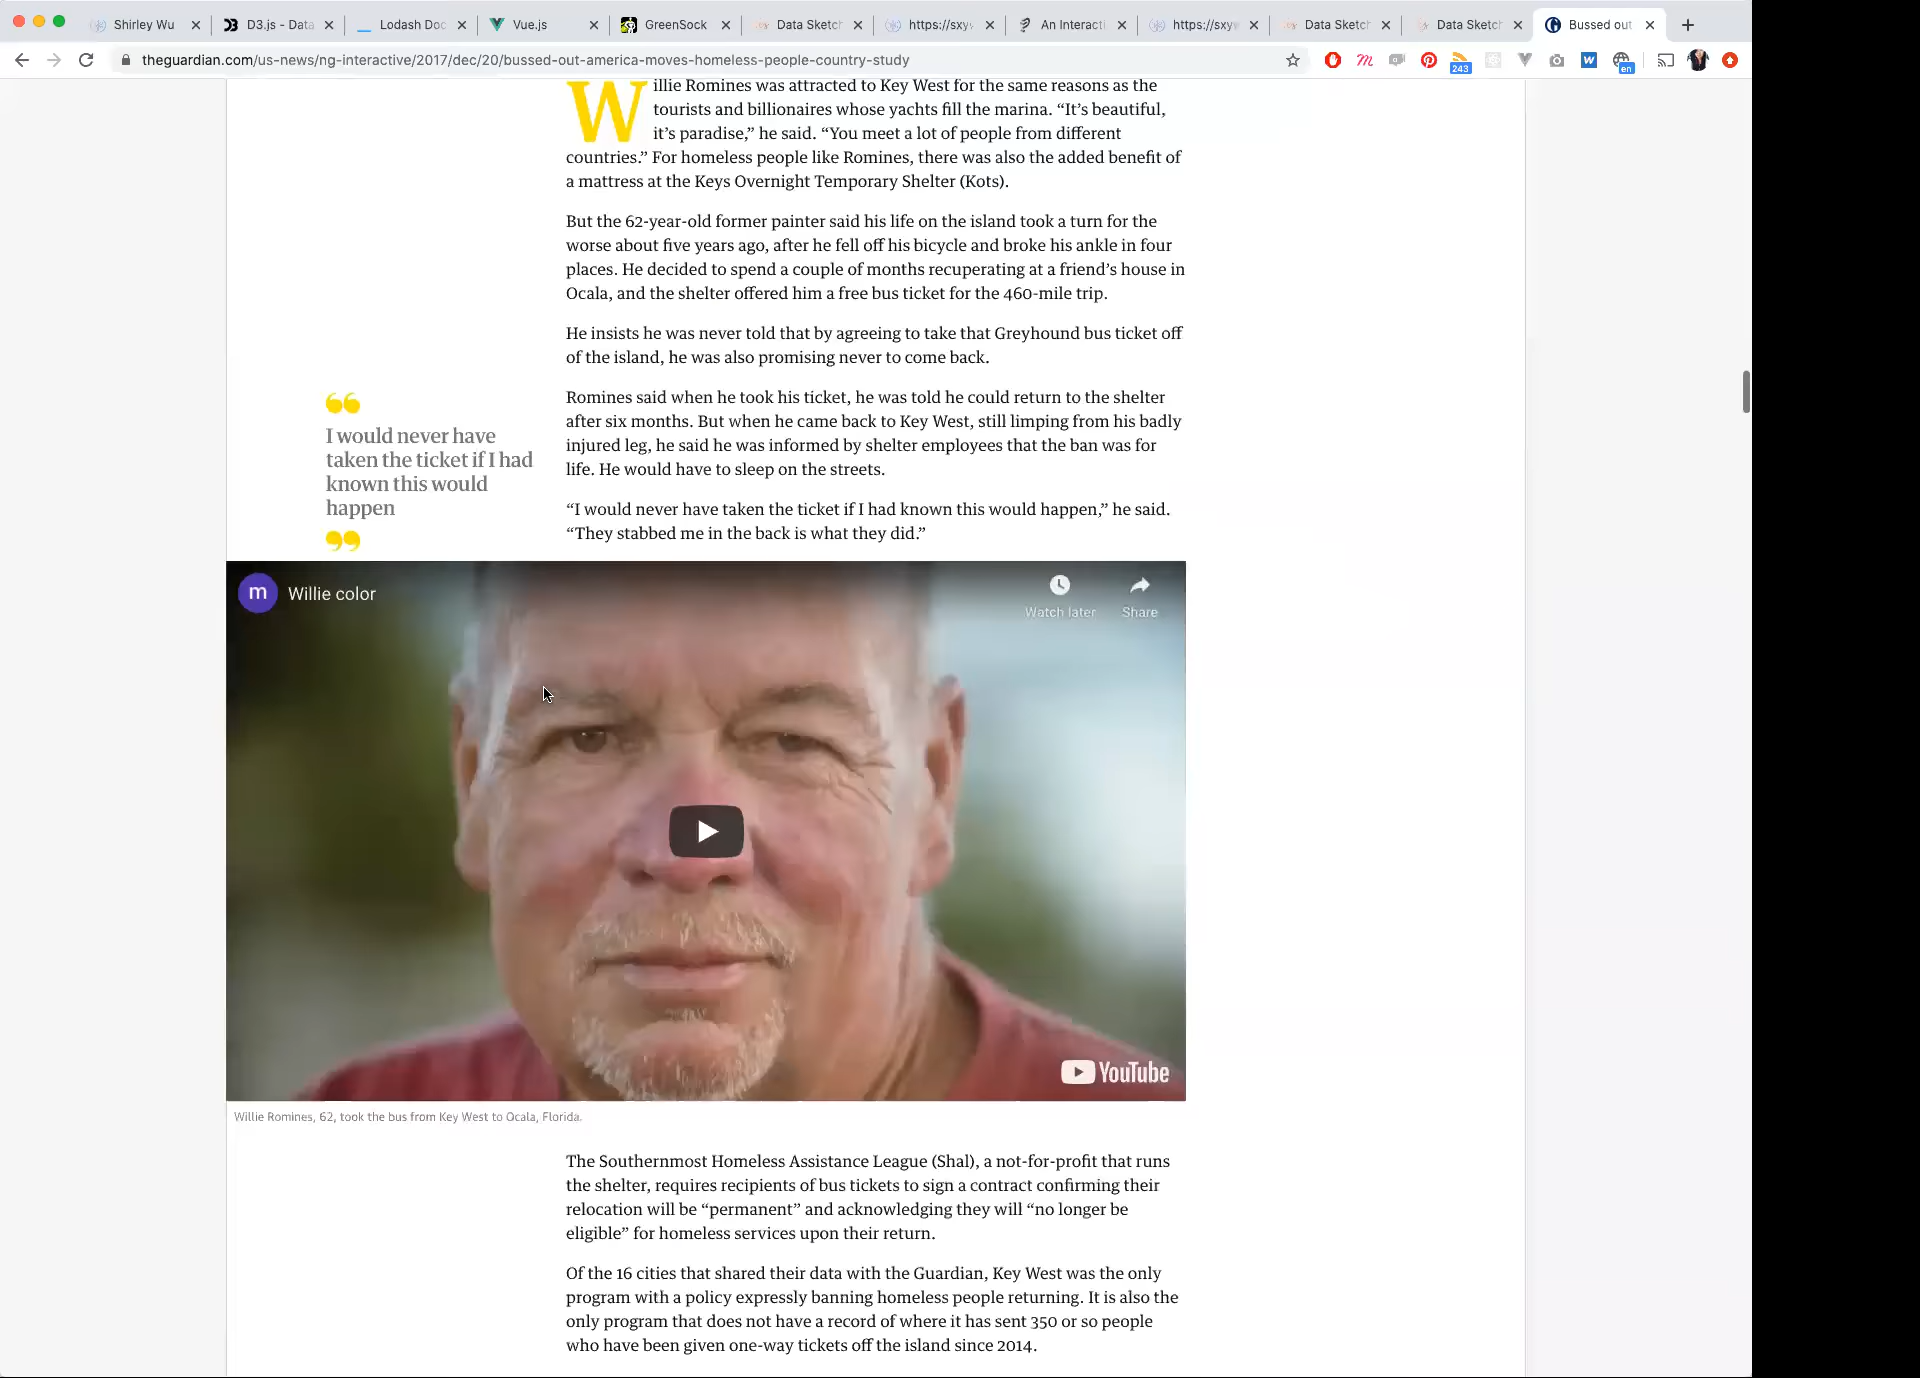 Shirley Wu
D3.js - Data
Lodash Doc
Vue.js
GreenSock
Data Sketch
https://sxyw
An Interacti
https://sxyw
Data Sketch
Data Sketch
Bussed out
theguardian.com/us-news/ng-interactive/2017/dec/20/bussed-out-america-moves-homeless-people-country-study
243
en
Willie Romines was attracted to Key West for the same reasons as the
tourists and billionaires whose yachts fill the marina. “It’s beautiful,
it’s paradise,” he said. “You meet a lot of people from different
countries.” For homeless people like Romines, there was also the added benefit of
a mattress at the Keys Overnight Temporary Shelter (Kots).
But the 62-year-old former painter said his life on the island took a turn for the
worse about five years ago, after he fell off his bicycle and broke his ankle in four
places. He decided to spend a couple of months recuperating at a friend’s house in
Ocala, and the shelter offered him a free bus ticket for the 460-mile trip.
He insists he was never told that by agreeing to take that Greyhound bus ticket off
of the island, he was also promising never to come back.
Romines said when he took his ticket, he was told he could return to the shelter
after six months. But when he came back to Key West, still limping from his badly
injured leg, he said he was informed by shelter employees that the ban was for
life. He would have to sleep on the streets.
“I would never have taken the ticket if I had known this would happen,” he said.
“They stabbed me in the back is what they did.”
I would never have
taken the ticket if I had
known this would
happen
m
Willie color
Watch later
Share
YouTube
Willie Romines, 62, took the bus from Key West to Ocala, Florida.
The Southernmost Homeless Assistance League (Shal), a not-for-profit that runs
the shelter, requires recipients of bus tickets to sign a contract confirming their
relocation will be “permanent” and acknowledging they will “no longer be
eligible” for homeless services upon their return.
Of the 16 cities that shared their data with the Guardian, Key West was the only
program with a policy expressly banning homeless people returning. It is also the
only program that does not have a record of where it has sent 350 or so people
who have been given one-way tickets off the island since 2014.